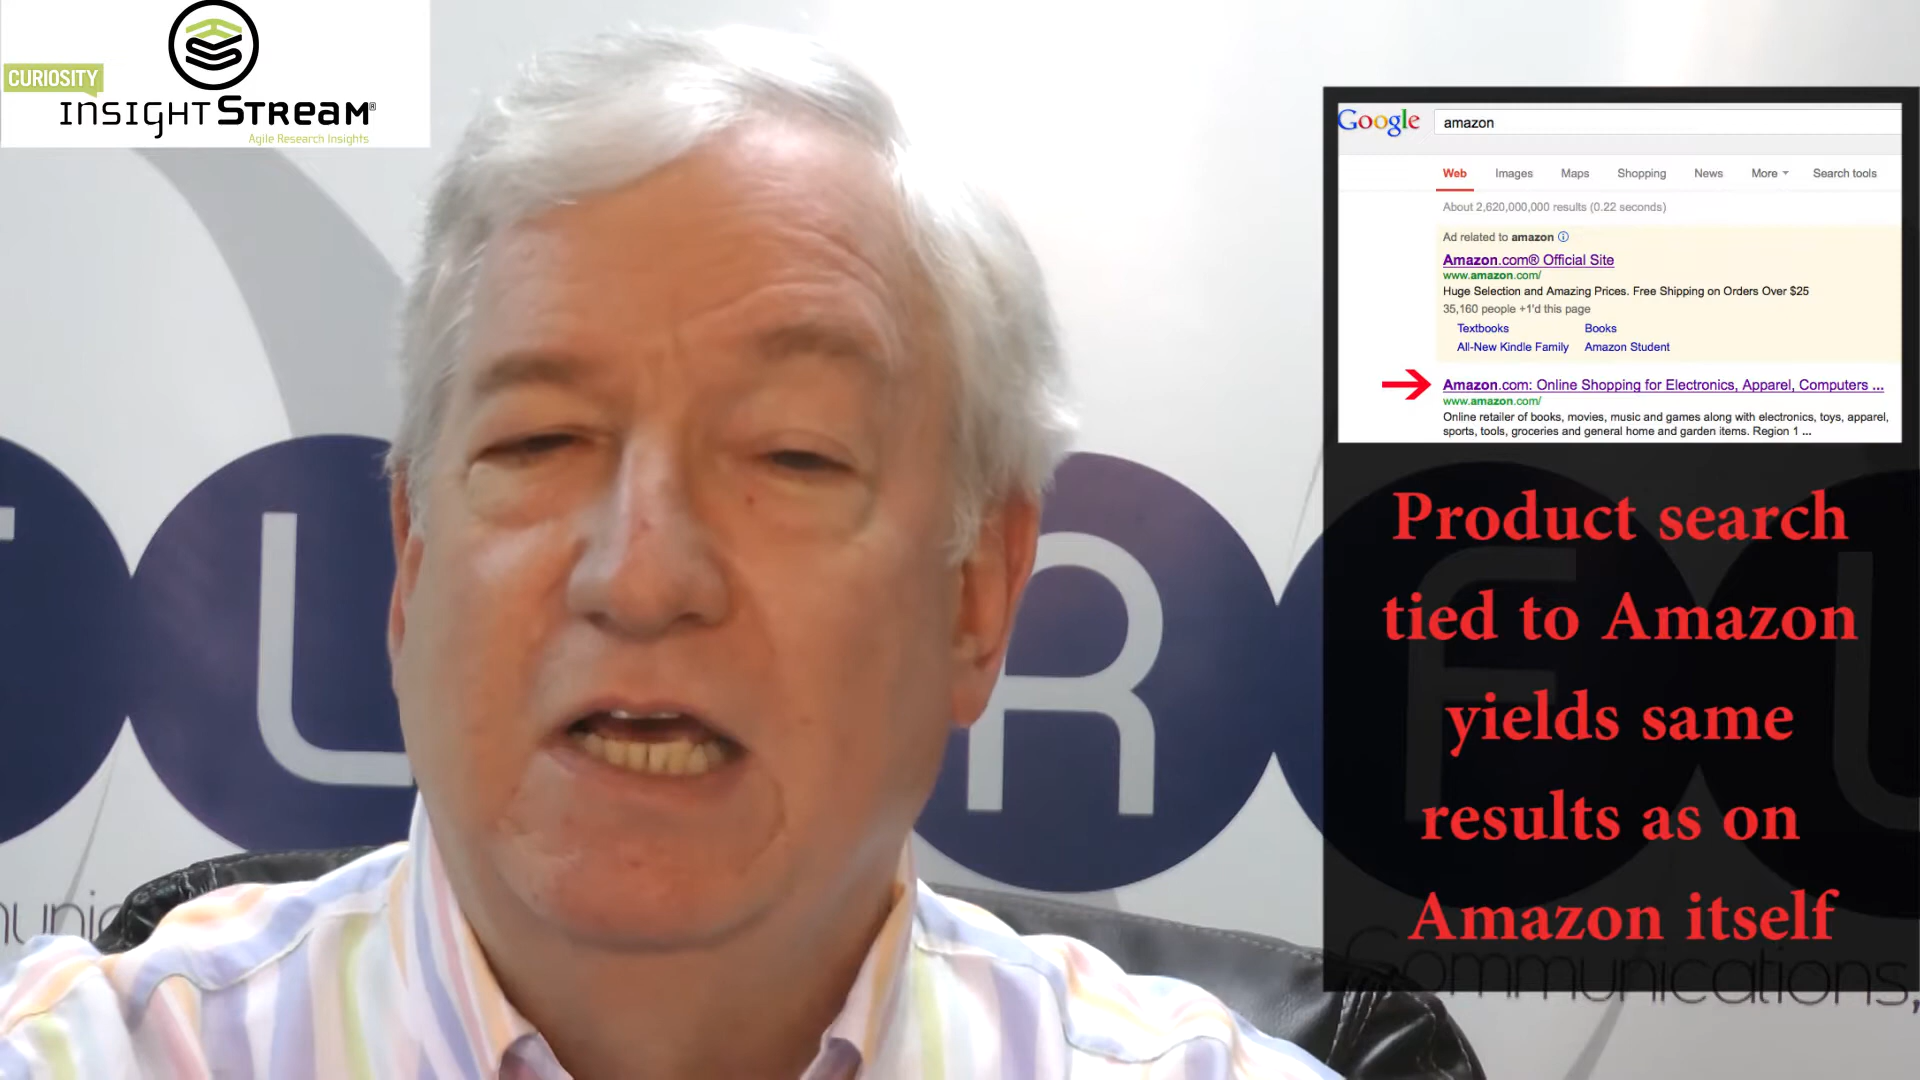 CURIOSITY
InsightStream®
Agile Research Insights
Google amazon
Web Images Maps Shopping News More Search tools
About 2,620,000,000 results (0.22 seconds)
Ad related to amazon
Amazon.com® Official Site
www.amazon.com/
Huge Selection and Amazing Prices. Free Shipping on Orders Over $25
35,160 people +1'd this page
Textbooks Books
All-New Kindle Family Amazon Student
Amazon.com: Online Shopping for Electronics, Apparel, Computers ...
www.amazon.com/
Online retailer of books, movies, music and games along with electronics, toys, apparel,
sports, tools, groceries and general home and garden items. Region 1 ...
Product search
tied to Amazon
yields same
results as on
Amazon itself
L R F L
Communications,